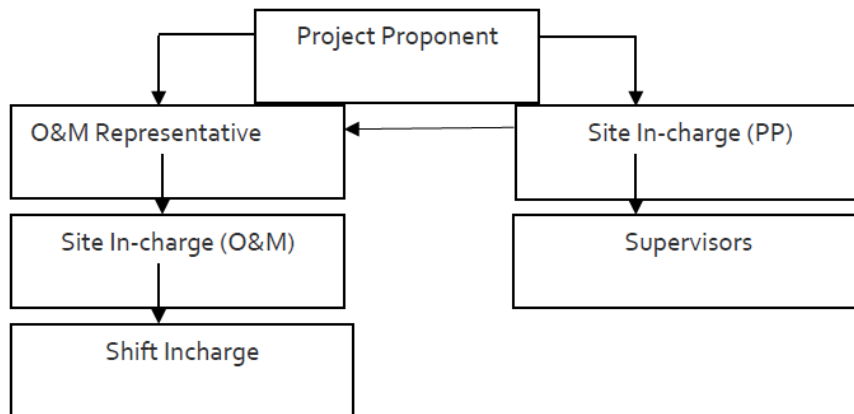 Project Proponent
O&M Representative
Site In-charge (PP)
Site In-charge (O&M)
Supervisors
Shift Incharge